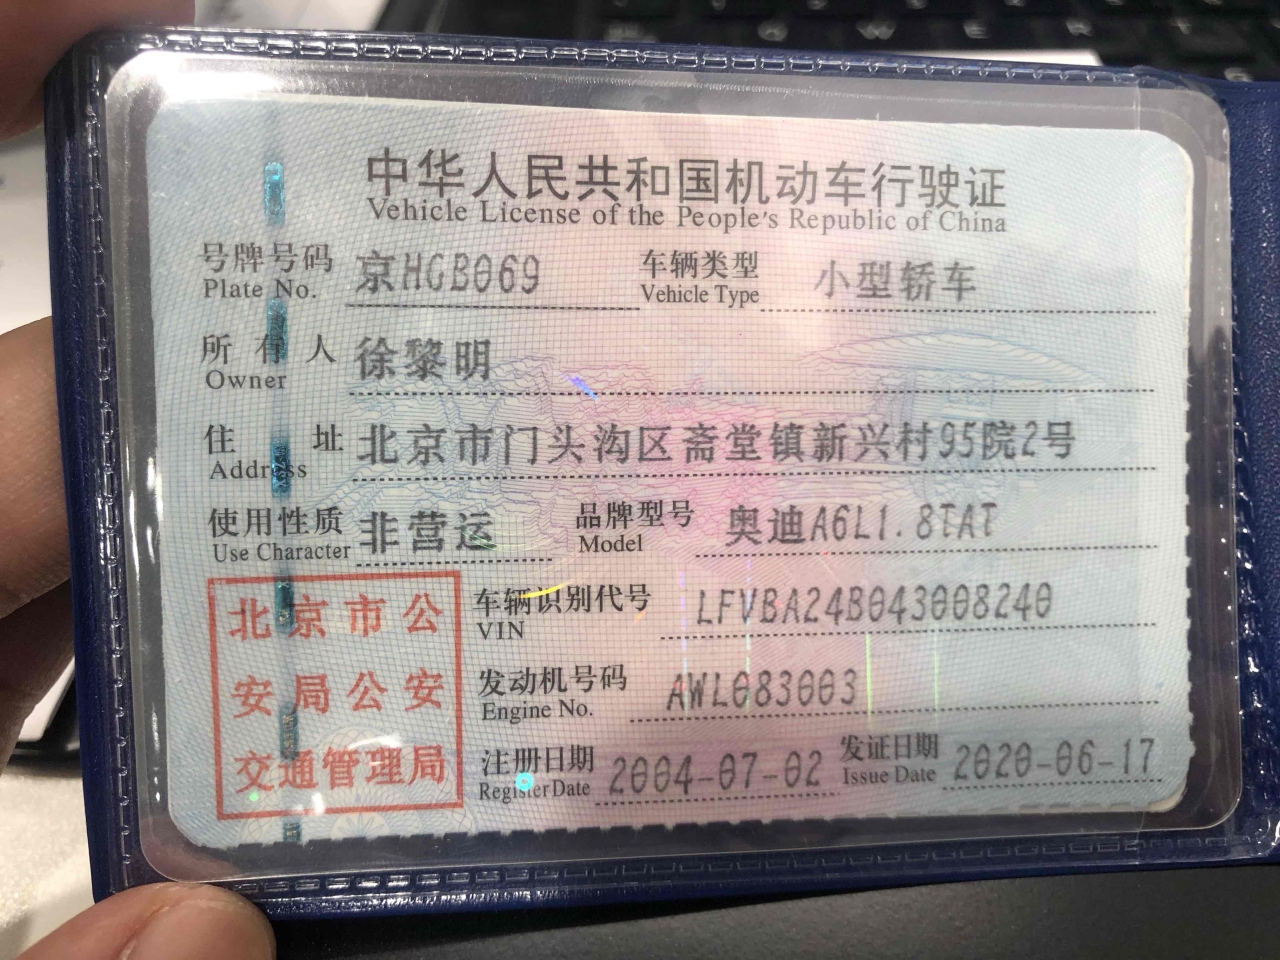 中华人民共和国机动车行驶证
Vehicle License of the People's Republic of China
号牌号码 京HGB069 车辆类型 小型轿车
Plate No. Vehicle Type
所有人 徐黎明
Owner
住址 北京市门头沟区斋堂镇新兴村95院2号
Address
使用性质 非营运 品牌型号 奥迪A6L1.8TAT
Use Character Model
北京市公
安局公安
交通管理局
车辆识别代号 LFVBA24B043008240
VIN
发动机号码 AWL083003
Engine No.
注册日期 2004-07-02 发证日期 2020-06-17
Register Date Issue Date